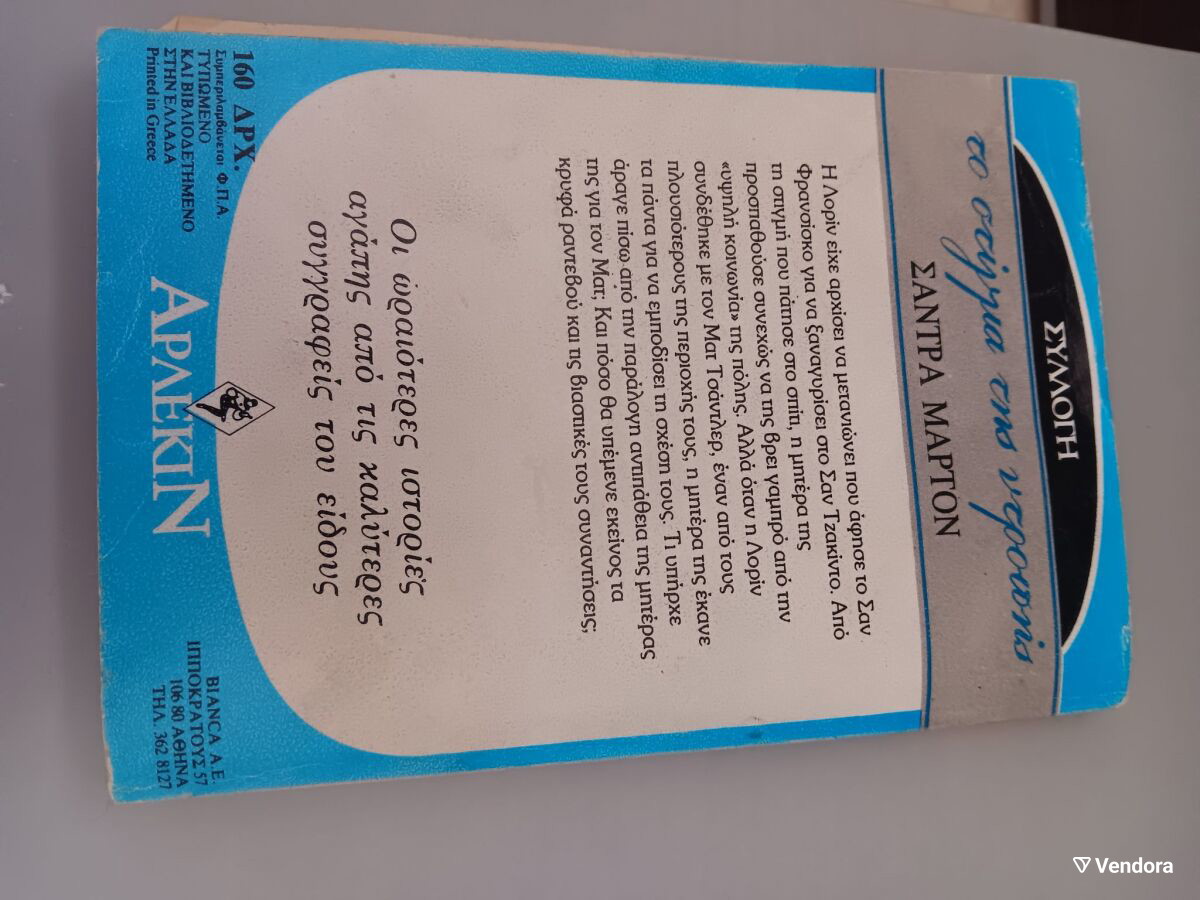 ΣΥΛΛΟΓΗ
το στίγμα της ντροπής
ΣΑΝΤΡΑ ΜΑΡΤΟΝ
Η Λορίν είχε αρχίσει να μετανιώνει που άφησε το Σαν
Φρανσίσκο για να ξαναγυρίσει στο Σαν Τζακίντο. Από
τη στιγμή που πάτησε στο σπίτι, η μητέρα της
προσπαθούσε συνεχώς να της βρει γαμπρό από την
«υψηλή κοινωνία» της πόλης. Αλλά όταν η Λορίν
συνδέθηκε με τον Ματ Τσάντλερ, έναν από τους
πλουσιότερους της περιοχής τους, η μητέρα της έκανε
τα πάντα για να εμποδίσει τη σχέση τους. Τι υπήρχε
άραγε πίσω από την παράλογη αντιπάθεια της μητέρας
της για τον Ματ; Και πόσο θα υπέμενε εκείνος τα
κρυφά ραντεβού και τις βιαστικές τους συναντήσεις;
Οι ωραιότερες ιστορίες
αγάπης από τις καλύτερες
συγγραφείς του είδους
160 ΔΡΧ.
Συμπεριλαμβάνεται Φ.Π.Α.
ΤΥΠΩΜΕΝΟ
ΚΑΙ ΒΙΒΛΙΟΔΕΤΗΜΕΝΟ
ΣΤΗΝ ΕΛΛΑΔΑ
Printed in Greece
ΑΡΛΕΚΙΝ
BIANCA A.E.
ΙΠΠΟΚΡΑΤΟΥΣ 57
106 80 ΑΘΗΝΑ
ΤΗΛ. 362 8127
Vendora